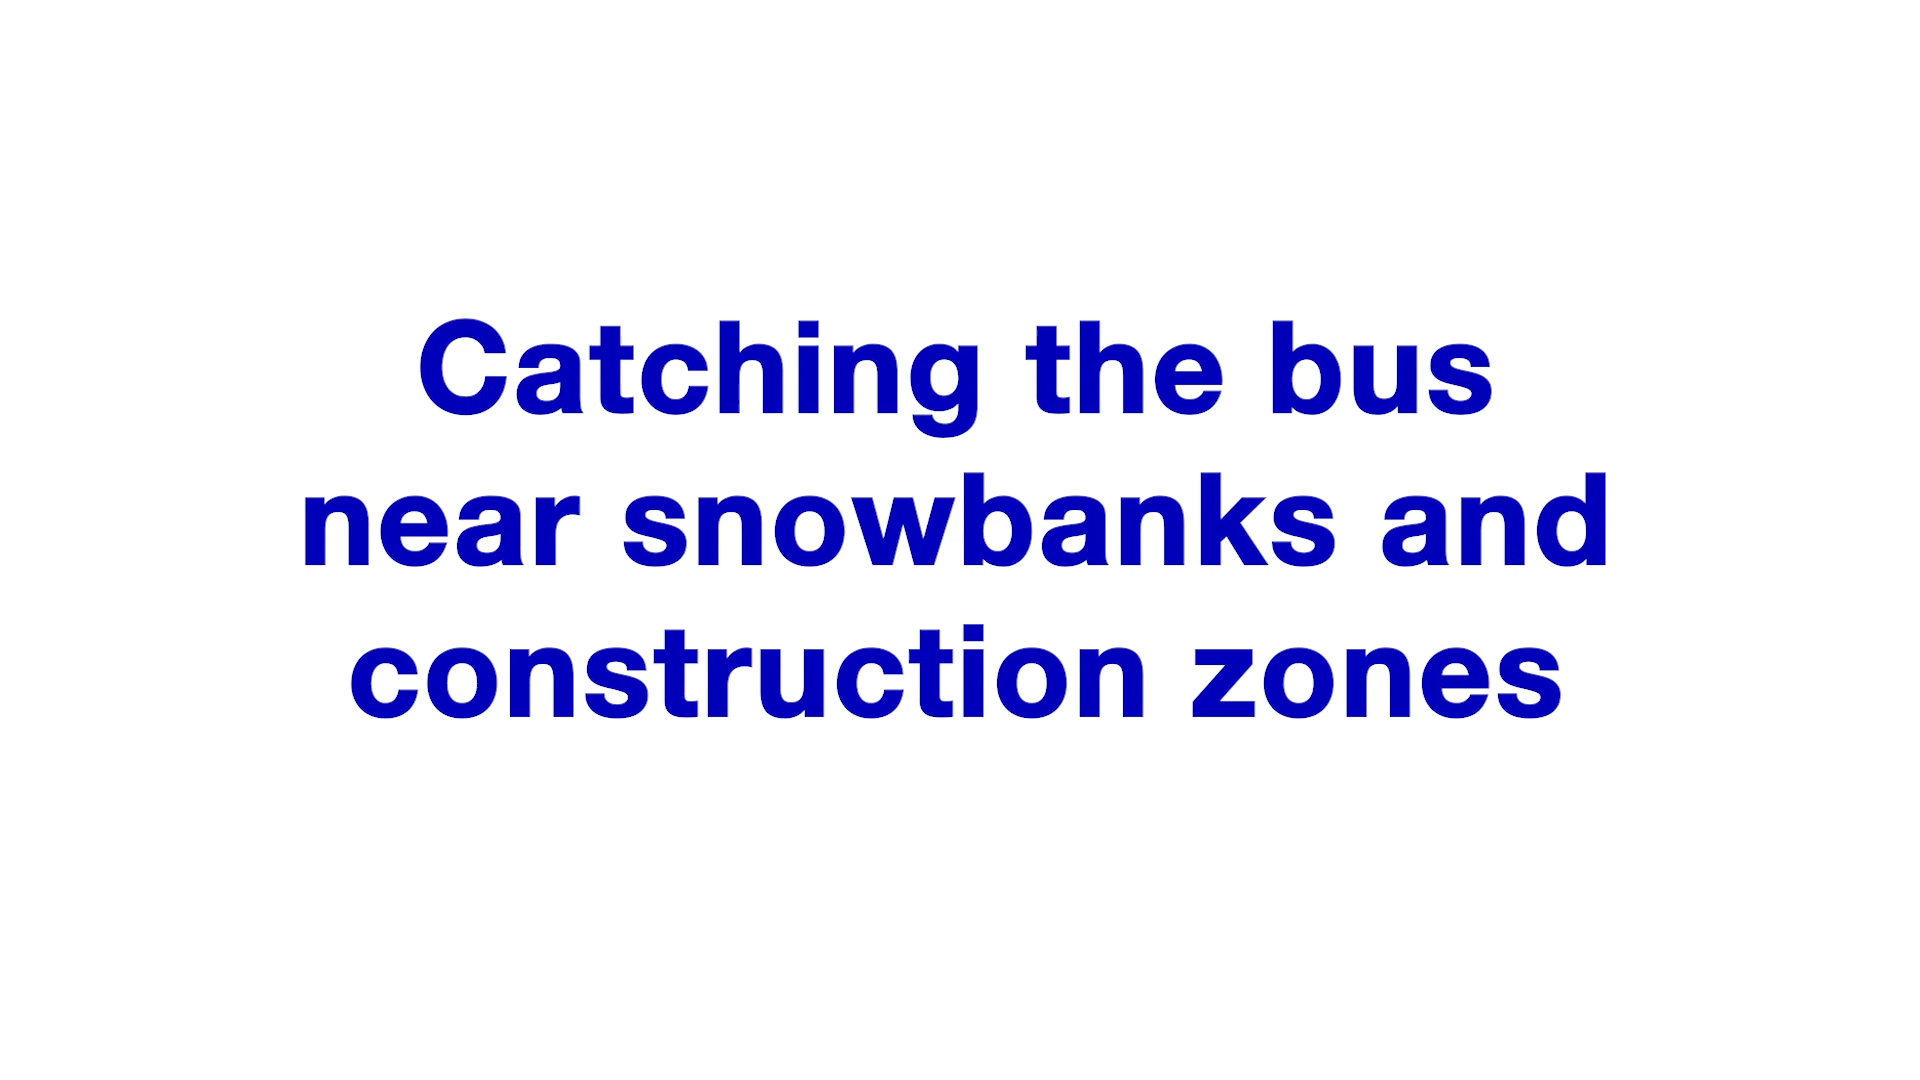 Catching the bus
near snowbanks and
construction zones